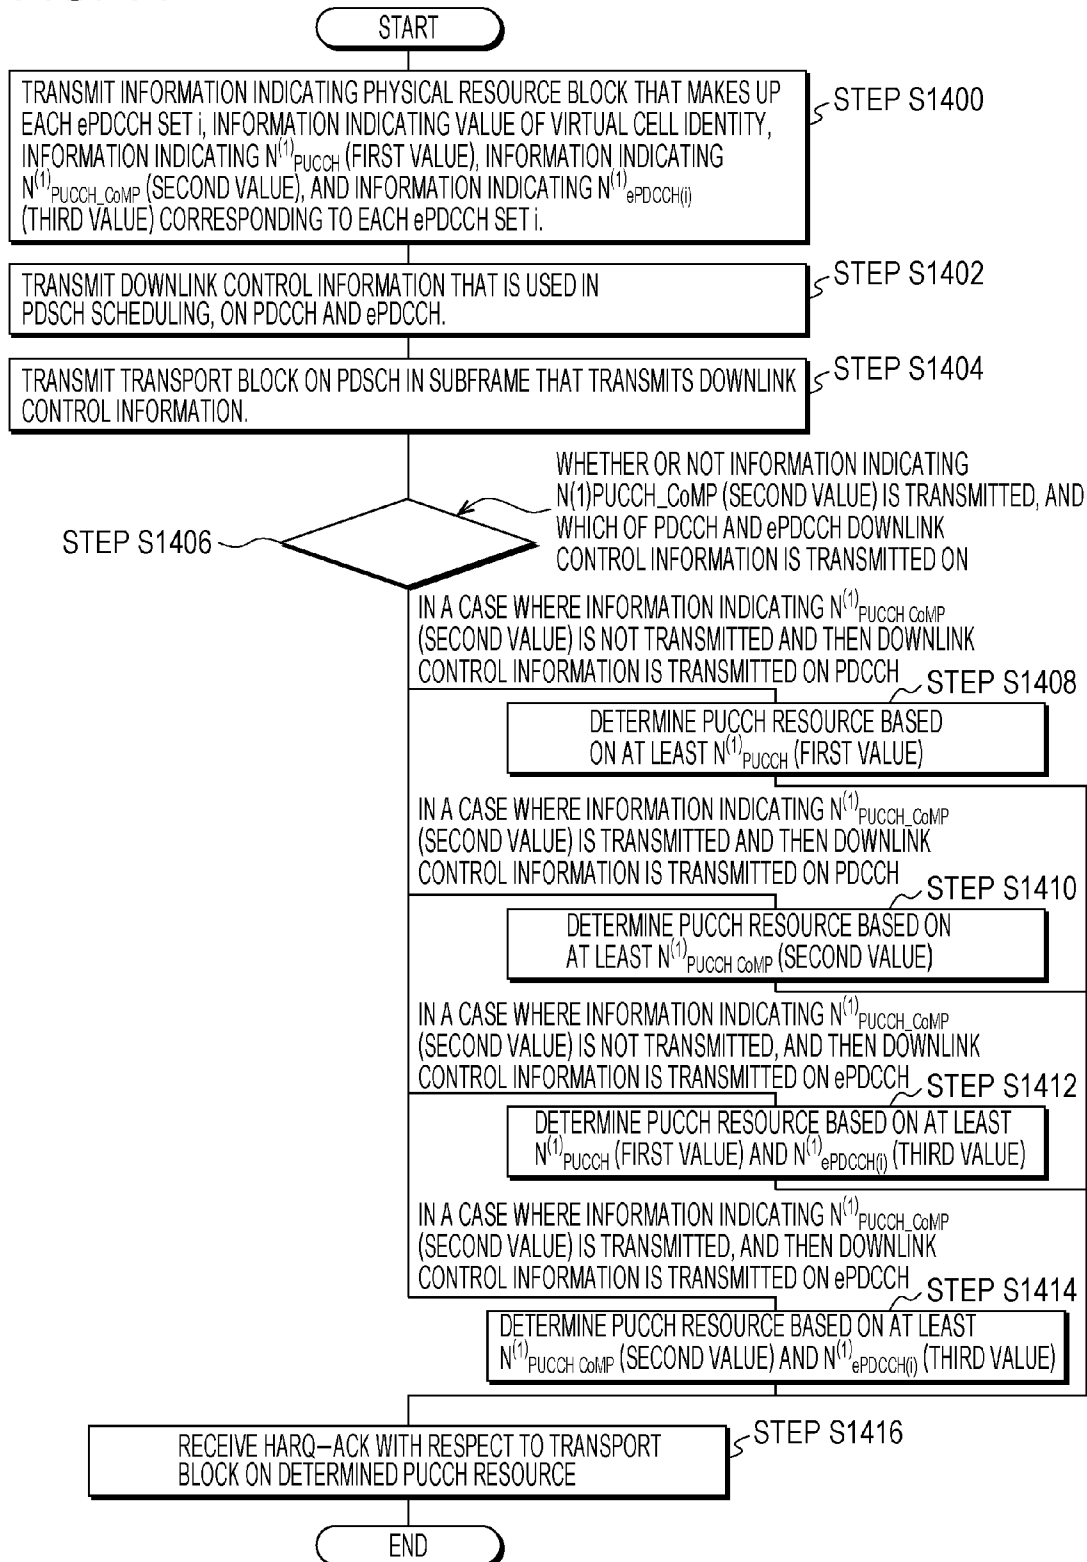 START
TRANSMIT INFORMATION INDICATING PHYSICAL RESOURCE BLOCK THAT MAKES UP
EACH ePDCCH SET i, INFORMATION INDICATING VALUE OF VIRTUAL CELL IDENTITY,
INFORMATION INDICATING N(1)PUCCH (FIRST VALUE), INFORMATION INDICATING
N(1)PUCCH_CoMP (SECOND VALUE), AND INFORMATION INDICATING N(1)ePDCCH(i)
(THIRD VALUE) CORRESPONDING TO EACH ePDCCH SET i.
STEP S1400
TRANSMIT DOWNLINK CONTROL INFORMATION THAT IS USED IN
PDSCH SCHEDULING, ON PDCCH AND ePDCCH.
STEP S1402
TRANSMIT TRANSPORT BLOCK ON PDSCH IN SUBFRAME THAT TRANSMITS DOWNLINK
CONTROL INFORMATION.
STEP S1404
WHETHER OR NOT INFORMATION INDICATING
N(1)PUCCH_CoMP (SECOND VALUE) IS TRANSMITTED, AND
WHICH OF PDCCH AND ePDCCH DOWNLINK
CONTROL INFORMATION IS TRANSMITTED ON
STEP S1406
IN A CASE WHERE INFORMATION INDICATING N(1)PUCCH CoMP
(SECOND VALUE) IS NOT TRANSMITTED AND THEN DOWNLINK
CONTROL INFORMATION IS TRANSMITTED ON PDCCH
STEP S1408
DETERMINE PUCCH RESOURCE BASED
ON AT LEAST N(1)PUCCH (FIRST VALUE)
IN A CASE WHERE INFORMATION INDICATING N(1)PUCCH_CoMP
(SECOND VALUE) IS TRANSMITTED AND THEN DOWNLINK
CONTROL INFORMATION IS TRANSMITTED ON PDCCH
STEP S1410
DETERMINE PUCCH RESOURCE BASED ON
AT LEAST N(1)PUCCH CoMP (SECOND VALUE)
IN A CASE WHERE INFORMATION INDICATING N(1)PUCCH_CoMP
(SECOND VALUE) IS NOT TRANSMITTED, AND THEN DOWNLINK
CONTROL INFORMATION IS TRANSMITTED ON ePDCCH
STEP S1412
DETERMINE PUCCH RESOURCE BASED ON AT LEAST
N(1)PUCCH (FIRST VALUE) AND N(1)ePDCCH(i) (THIRD VALUE)
IN A CASE WHERE INFORMATION INDICATING N(1)PUCCH_CoMP
(SECOND VALUE) IS TRANSMITTED, AND THEN DOWNLINK
CONTROL INFORMATION IS TRANSMITTED ON ePDCCH
STEP S1414
DETERMINE PUCCH RESOURCE BASED ON AT LEAST
N(1)PUCCH CoMP (SECOND VALUE) AND N(1)ePDCCH(i) (THIRD VALUE)
RECEIVE HARQ–ACK WITH RESPECT TO TRANSPORT
BLOCK ON DETERMINED PUCCH RESOURCE
STEP S1416
END